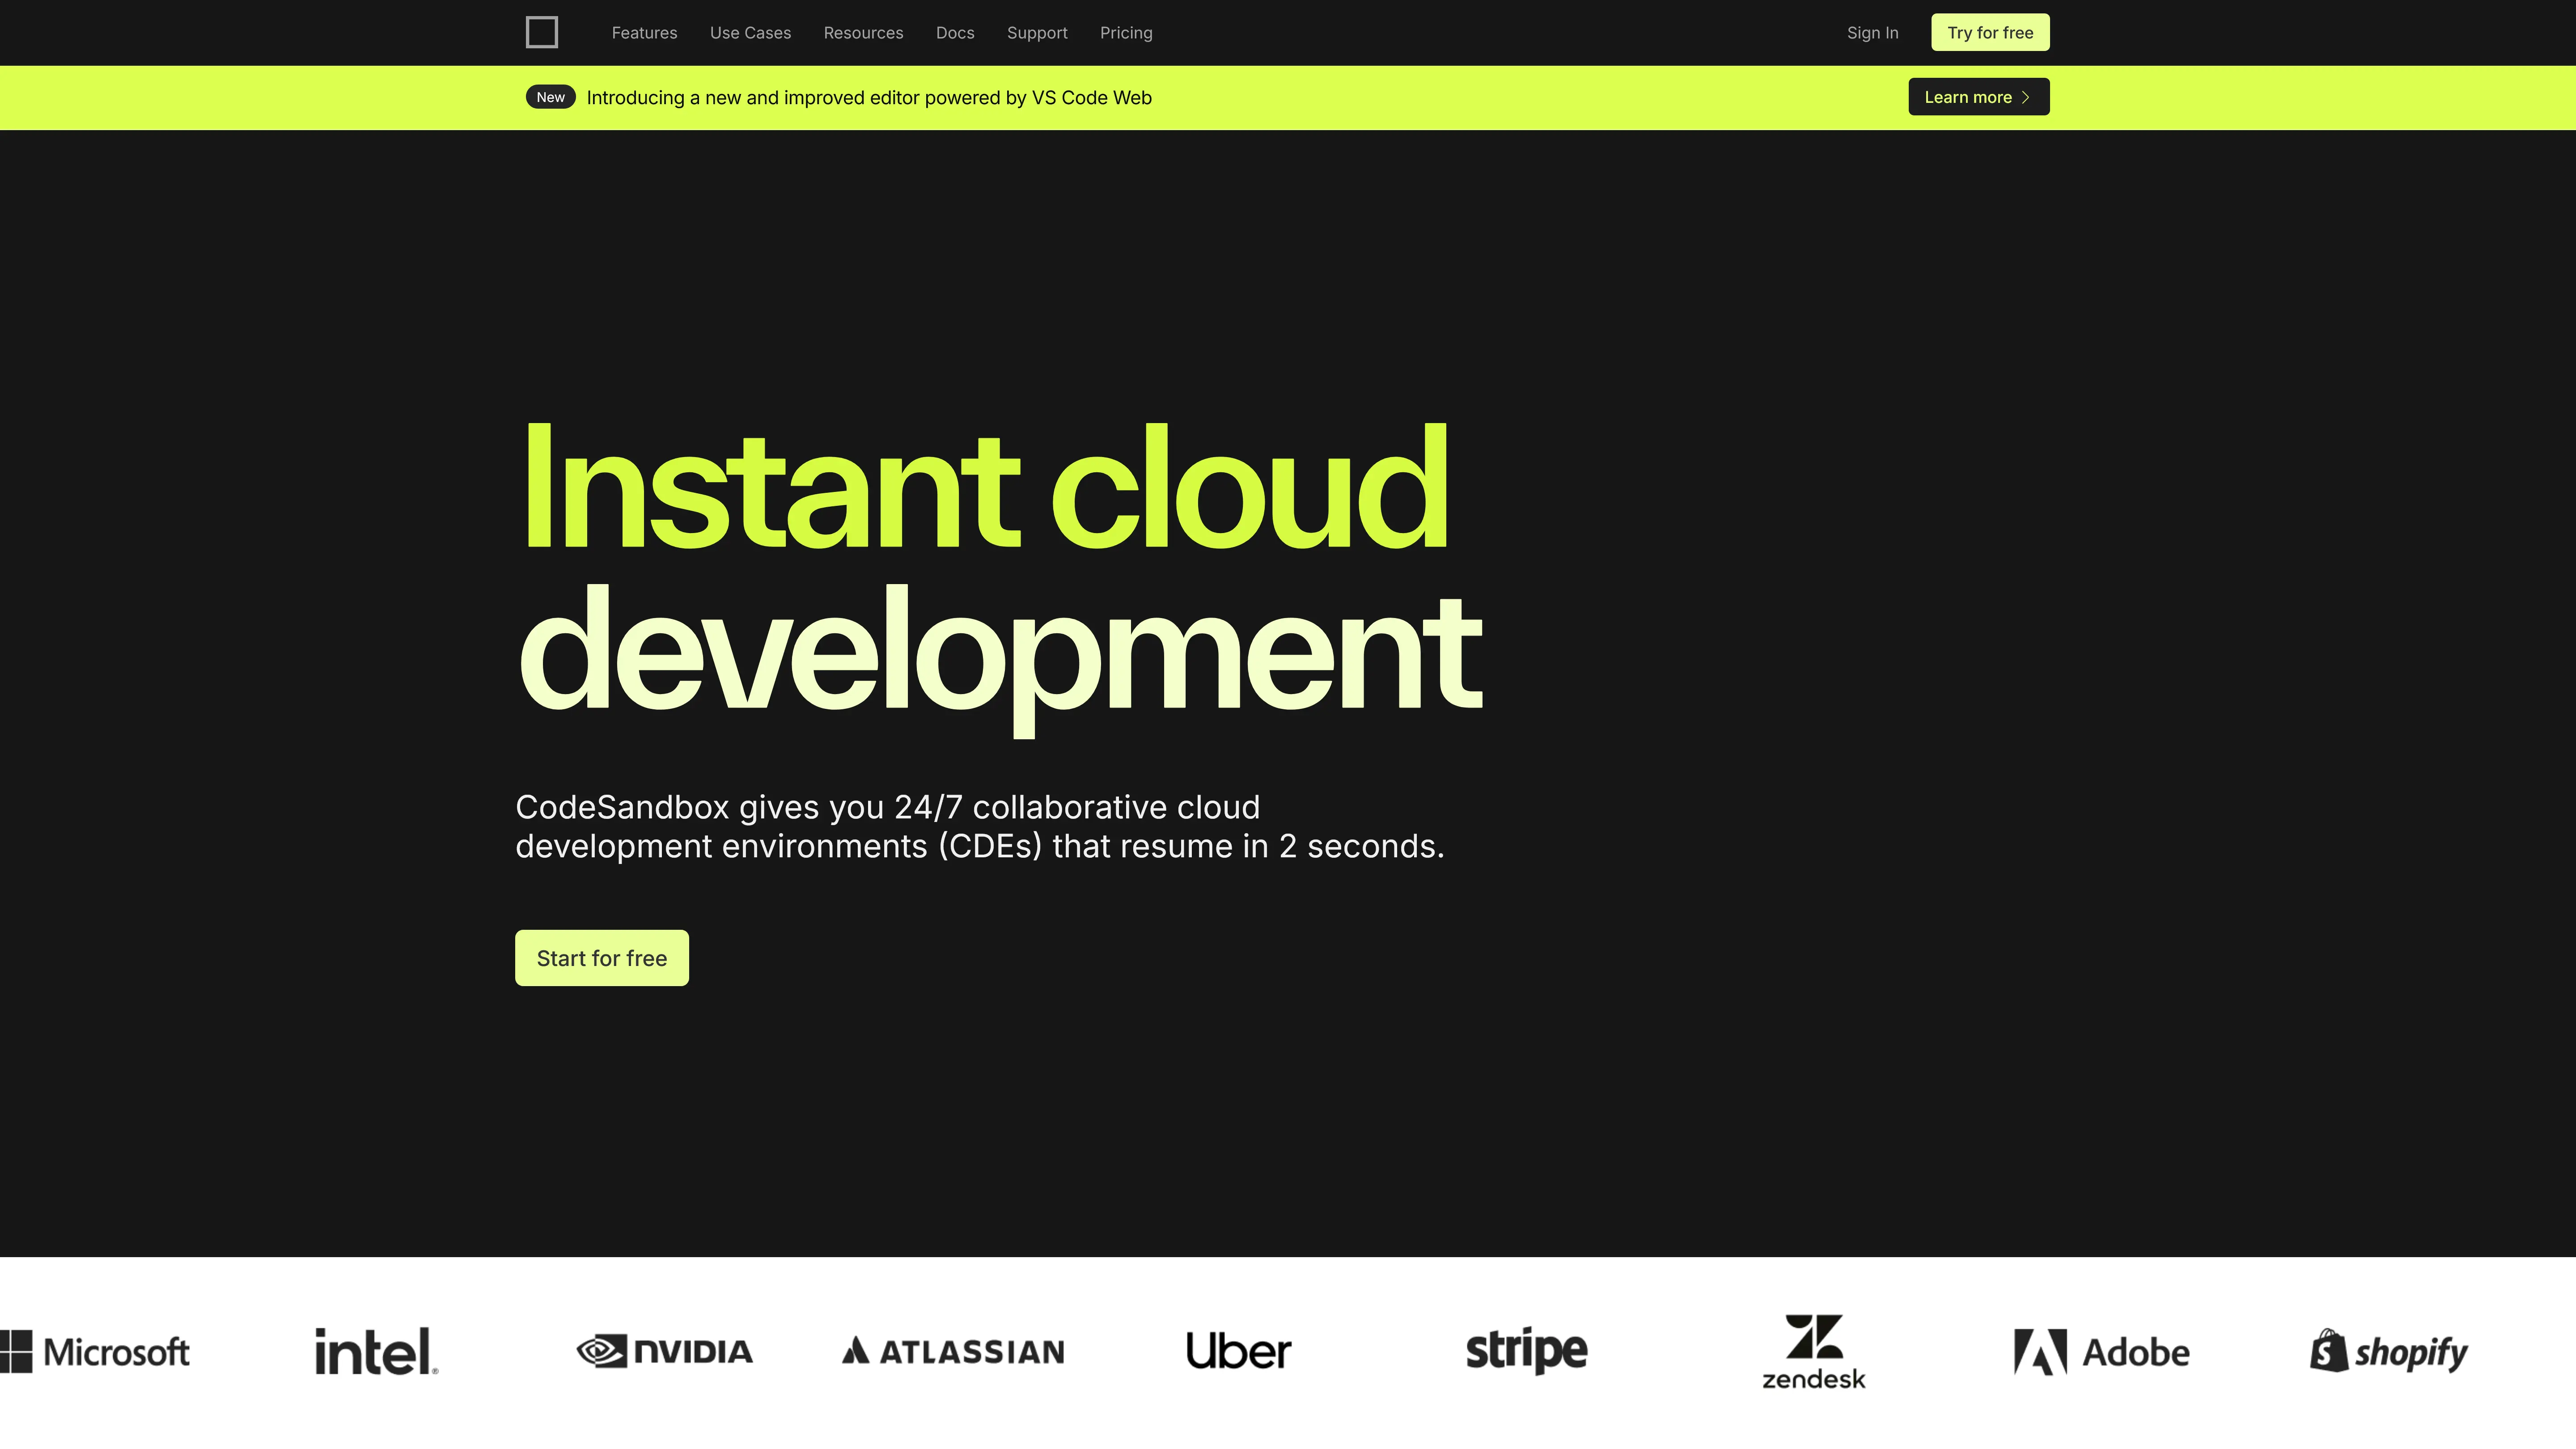 Features Use Cases Resources Docs Support Pricing Sign In Try for free
New Introducing a new and improved editor powered by VS Code Web Learn more
Instant cloud
development
CodeSandbox gives you 24/7 collaborative cloud
development environments (CDEs) that resume in 2 seconds.
Start for free
Microsoft intel® NVIDIA ATLASSIAN Uber stripe zendesk Adobe shopify